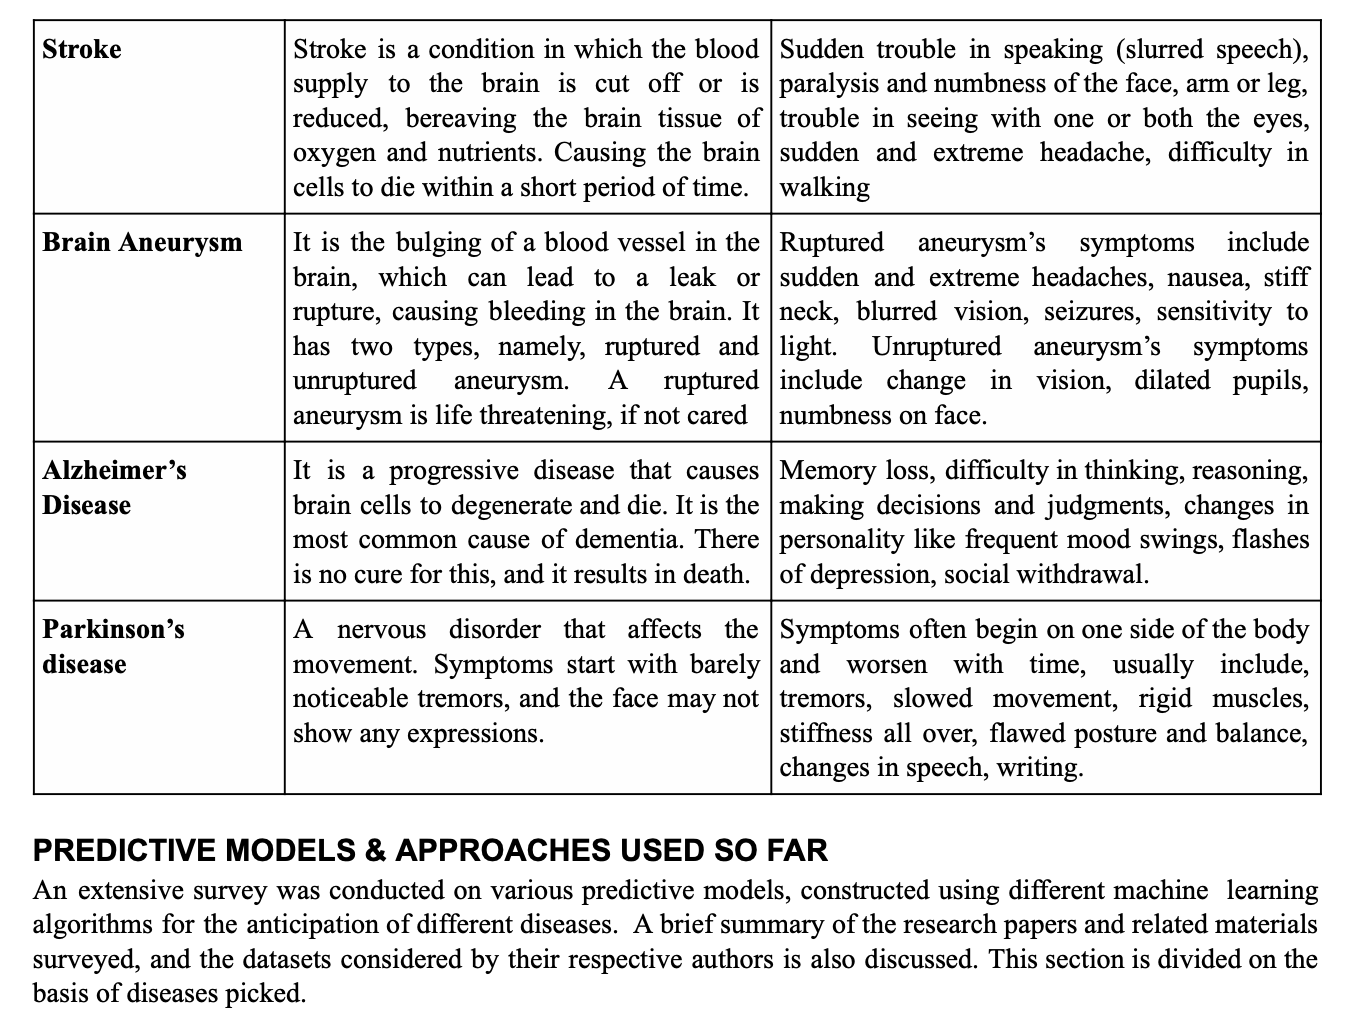 Stroke
Stroke is a condition in which the blood
supply to the brain is cut off or is
reduced, bereaving the brain tissue of
oxygen and nutrients. Causing the brain
cells to die within a short period of time.
Sudden trouble in speaking (slurred speech),
paralysis and numbness of the face, arm or leg,
trouble in seeing with one or both the eyes,
sudden and extreme headache, difficulty in
walking
Brain Aneurysm
It is the bulging of a blood vessel in the
brain, which can lead to a leak or
rupture, causing bleeding in the brain. It
has two types, namely, ruptured and
unruptured aneurysm. A ruptured
aneurysm is life threatening, if not cared
Ruptured aneurysm’s symptoms include
sudden and extreme headaches, nausea, stiff
neck, blurred vision, seizures, sensitivity to
light. Unruptured aneurysm’s symptoms
include change in vision, dilated pupils,
numbness on face.
Alzheimer’s
Disease
It is a progressive disease that causes
brain cells to degenerate and die. It is the
most common cause of dementia. There
is no cure for this, and it results in death.
Memory loss, difficulty in thinking, reasoning,
making decisions and judgments, changes in
personality like frequent mood swings, flashes
of depression, social withdrawal.
Parkinson’s
disease
A nervous disorder that affects the
movement. Symptoms start with barely
noticeable tremors, and the face may not
show any expressions.
Symptoms often begin on one side of the body
and worsen with time, usually include,
tremors, slowed movement, rigid muscles,
stiffness all over, flawed posture and balance,
changes in speech, writing.
PREDICTIVE MODELS & APPROACHES USED SO FAR
An extensive survey was conducted on various predictive models, constructed using different machine learning
algorithms for the anticipation of different diseases. A brief summary of the research papers and related materials
surveyed, and the datasets considered by their respective authors is also discussed. This section is divided on the
basis of diseases picked.